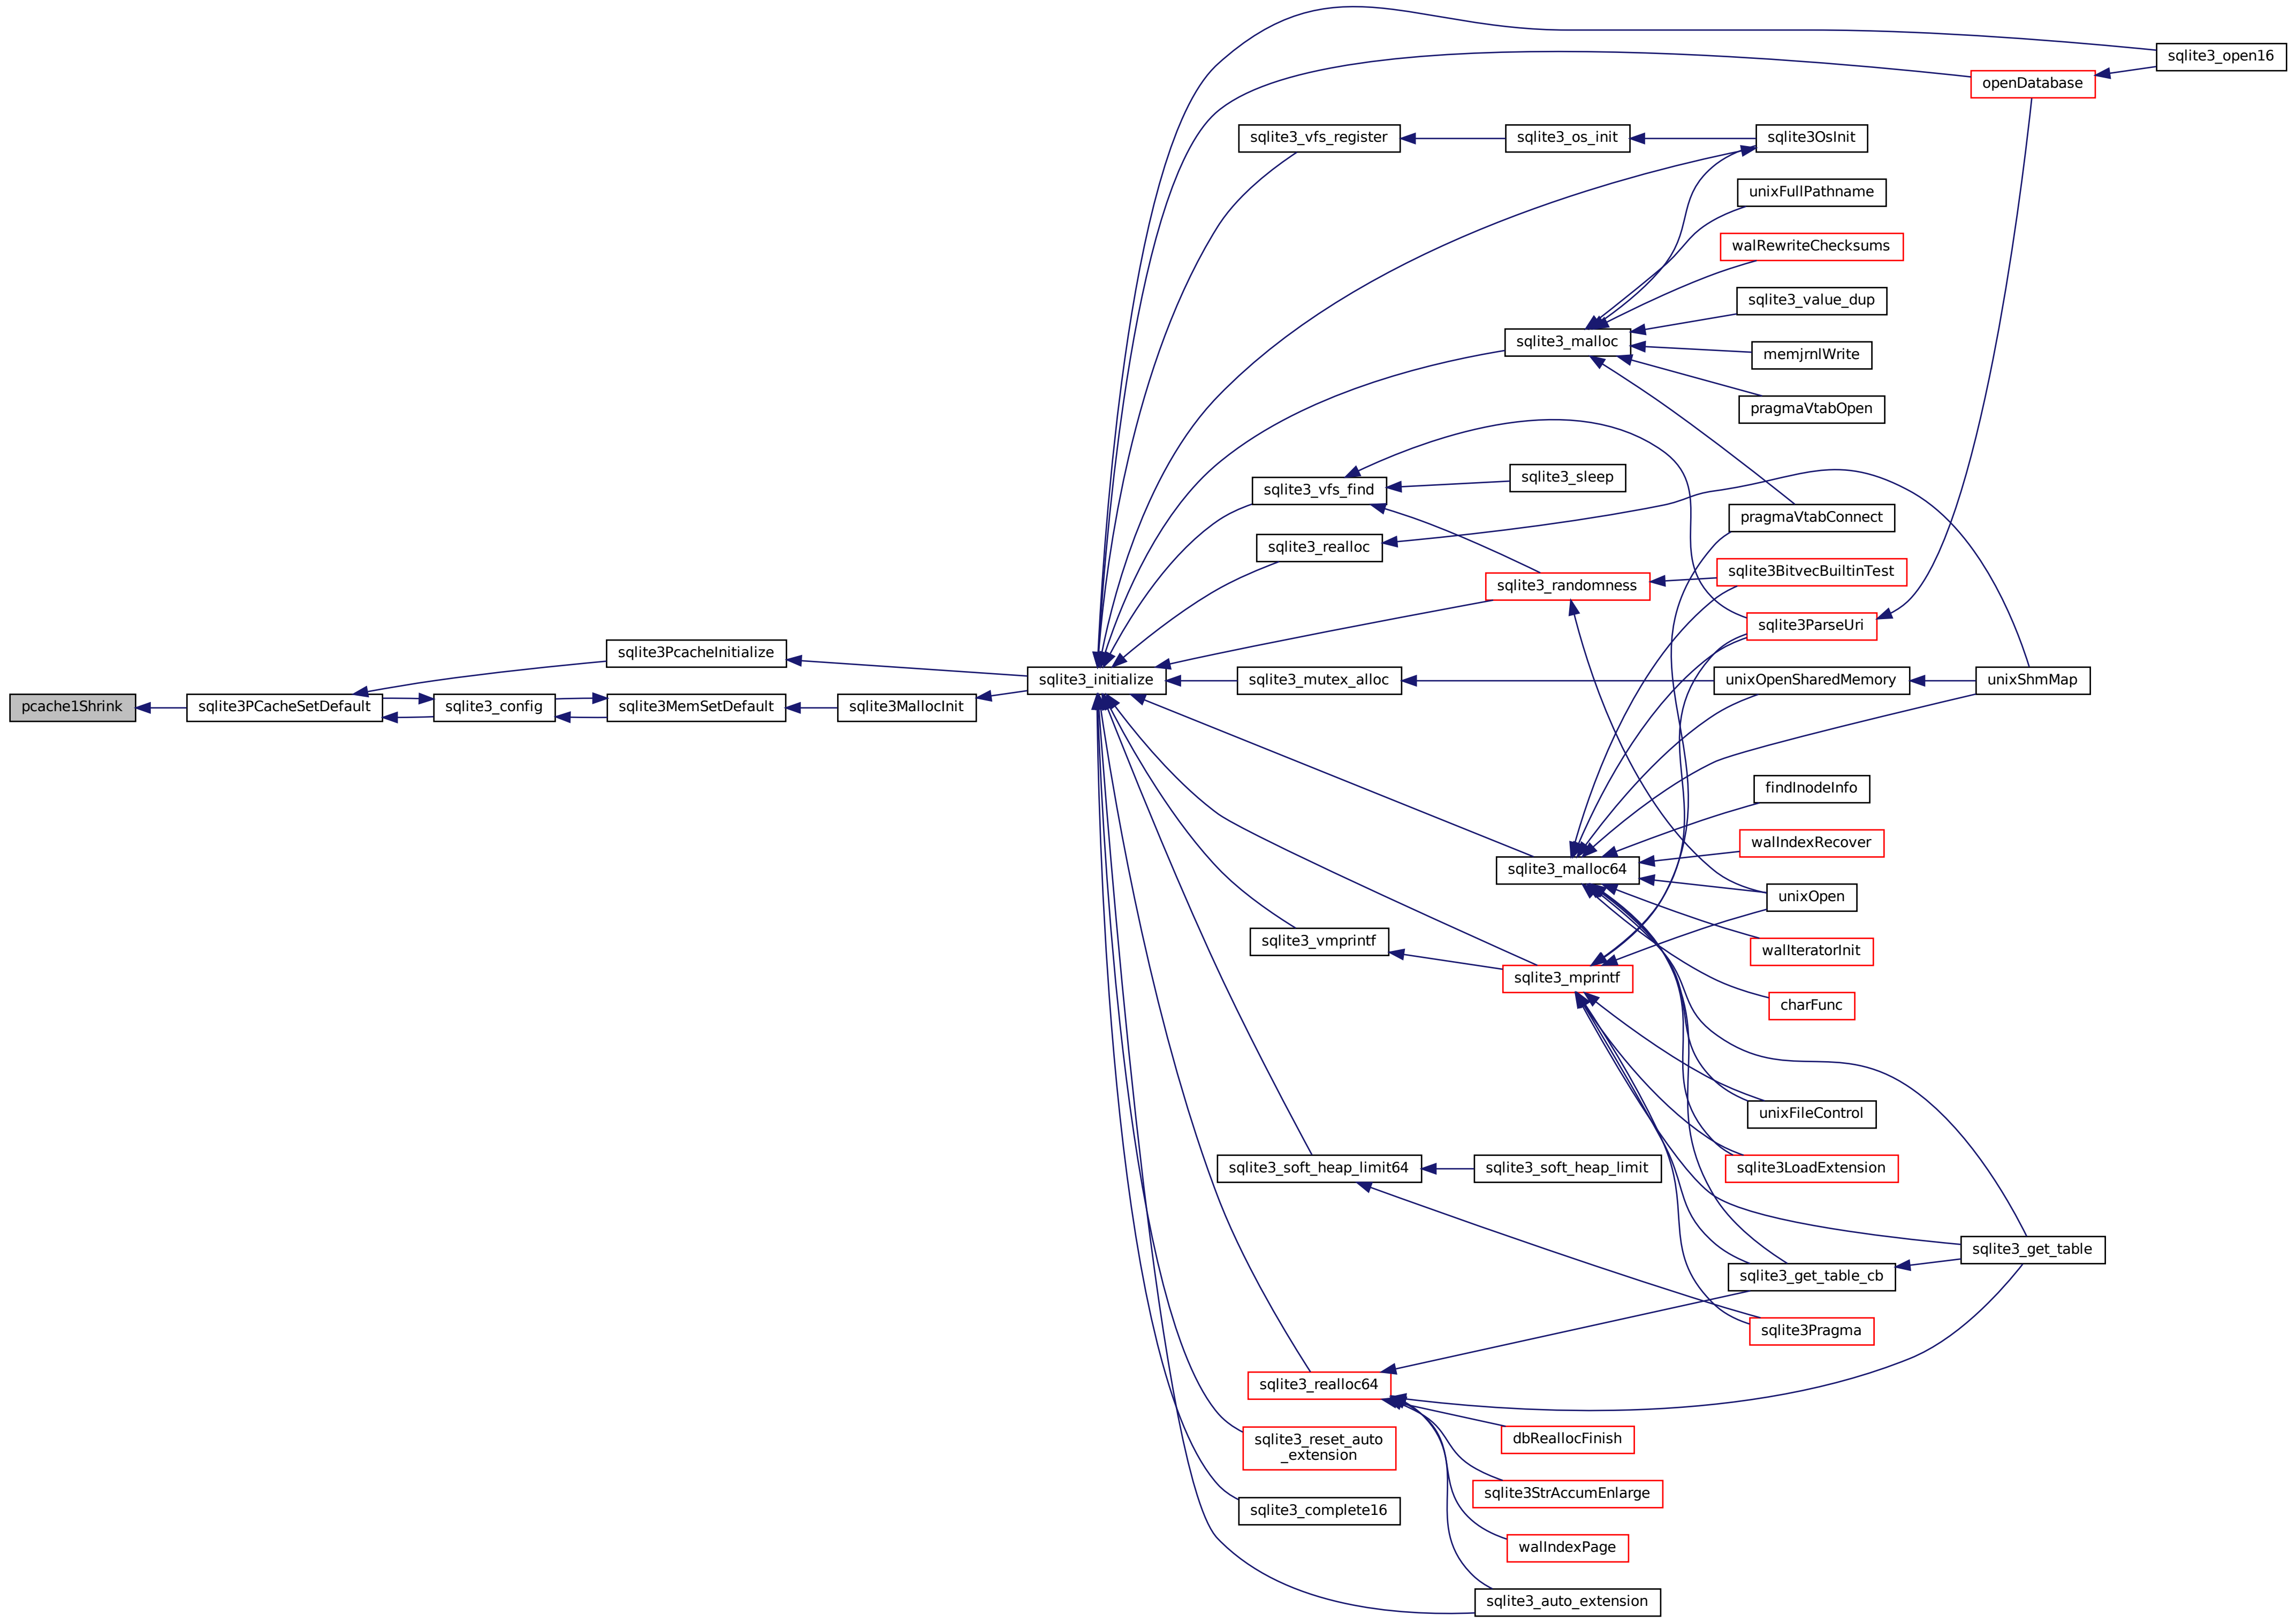 sqlite3_open16
openDatabase
sqlite3_vfs_register
sqlite3_os_init
sqlite3OsInit
unixFullPathname
walRewriteChecksums
sqlite3_value_dup
sqlite3_malloc
memjrnlWrite
pragmaVtabOpen
sqlite3_sleep
sqlite3_vfs_find
pragmaVtabConnect
sqlite3_realloc
sqlite3BitvecBuiltinTest
sqlite3_randomness
sqlite3ParseUri
sqlite3PcacheInitialize
sqlite3_initialize
sqlite3_mutex_alloc
unixOpenSharedMemory
unixShmMap
pcache1Shrink
sqlite3PCacheSetDefault
sqlite3_config
sqlite3MemSetDefault
sqlite3MallocInit
findInodeInfo
walIndexRecover
sqlite3_malloc64
unixOpen
sqlite3_vmprintf
walIteratorInit
sqlite3_mprintf
charFunc
unixFileControl
sqlite3_soft_heap_limit64
sqlite3_soft_heap_limit
sqlite3LoadExtension
sqlite3_get_table
sqlite3_get_table_cb
sqlite3Pragma
sqlite3_realloc64
dbReallocFinish
sqlite3_reset_auto
_extension
sqlite3StrAccumEnlarge
sqlite3_complete16
walIndexPage
sqlite3_auto_extension